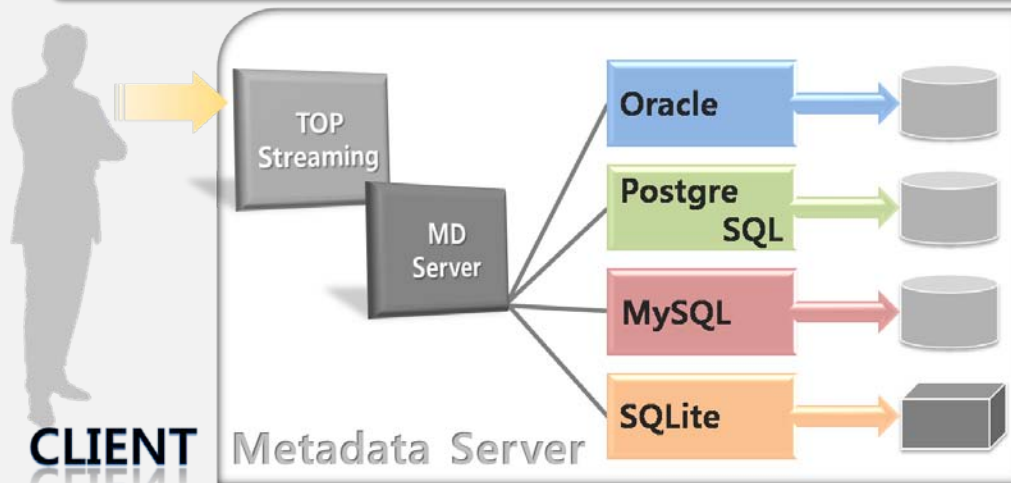 TOP
Streaming
MD
Server
Oracle
Postgre
SQL
MySQL
SQLite
CLIENT
Metadata Server